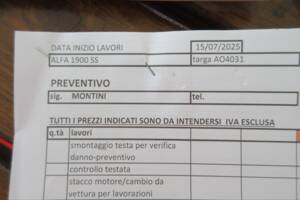 DATA INIZIO LAVORI 15/07/2025
ALFA 1900 SS targa AO4031
PREVENTIVO
sig. MONTINI tel.
TUTTI I PREZZI INDICATI SONO DA INTENDERSI IVA ESCLUSA
q.tà lavori
smontaggio testa per verifica
danno-preventivo
controllo testata
stacco motore/cambio da
vettura per lavorazioni